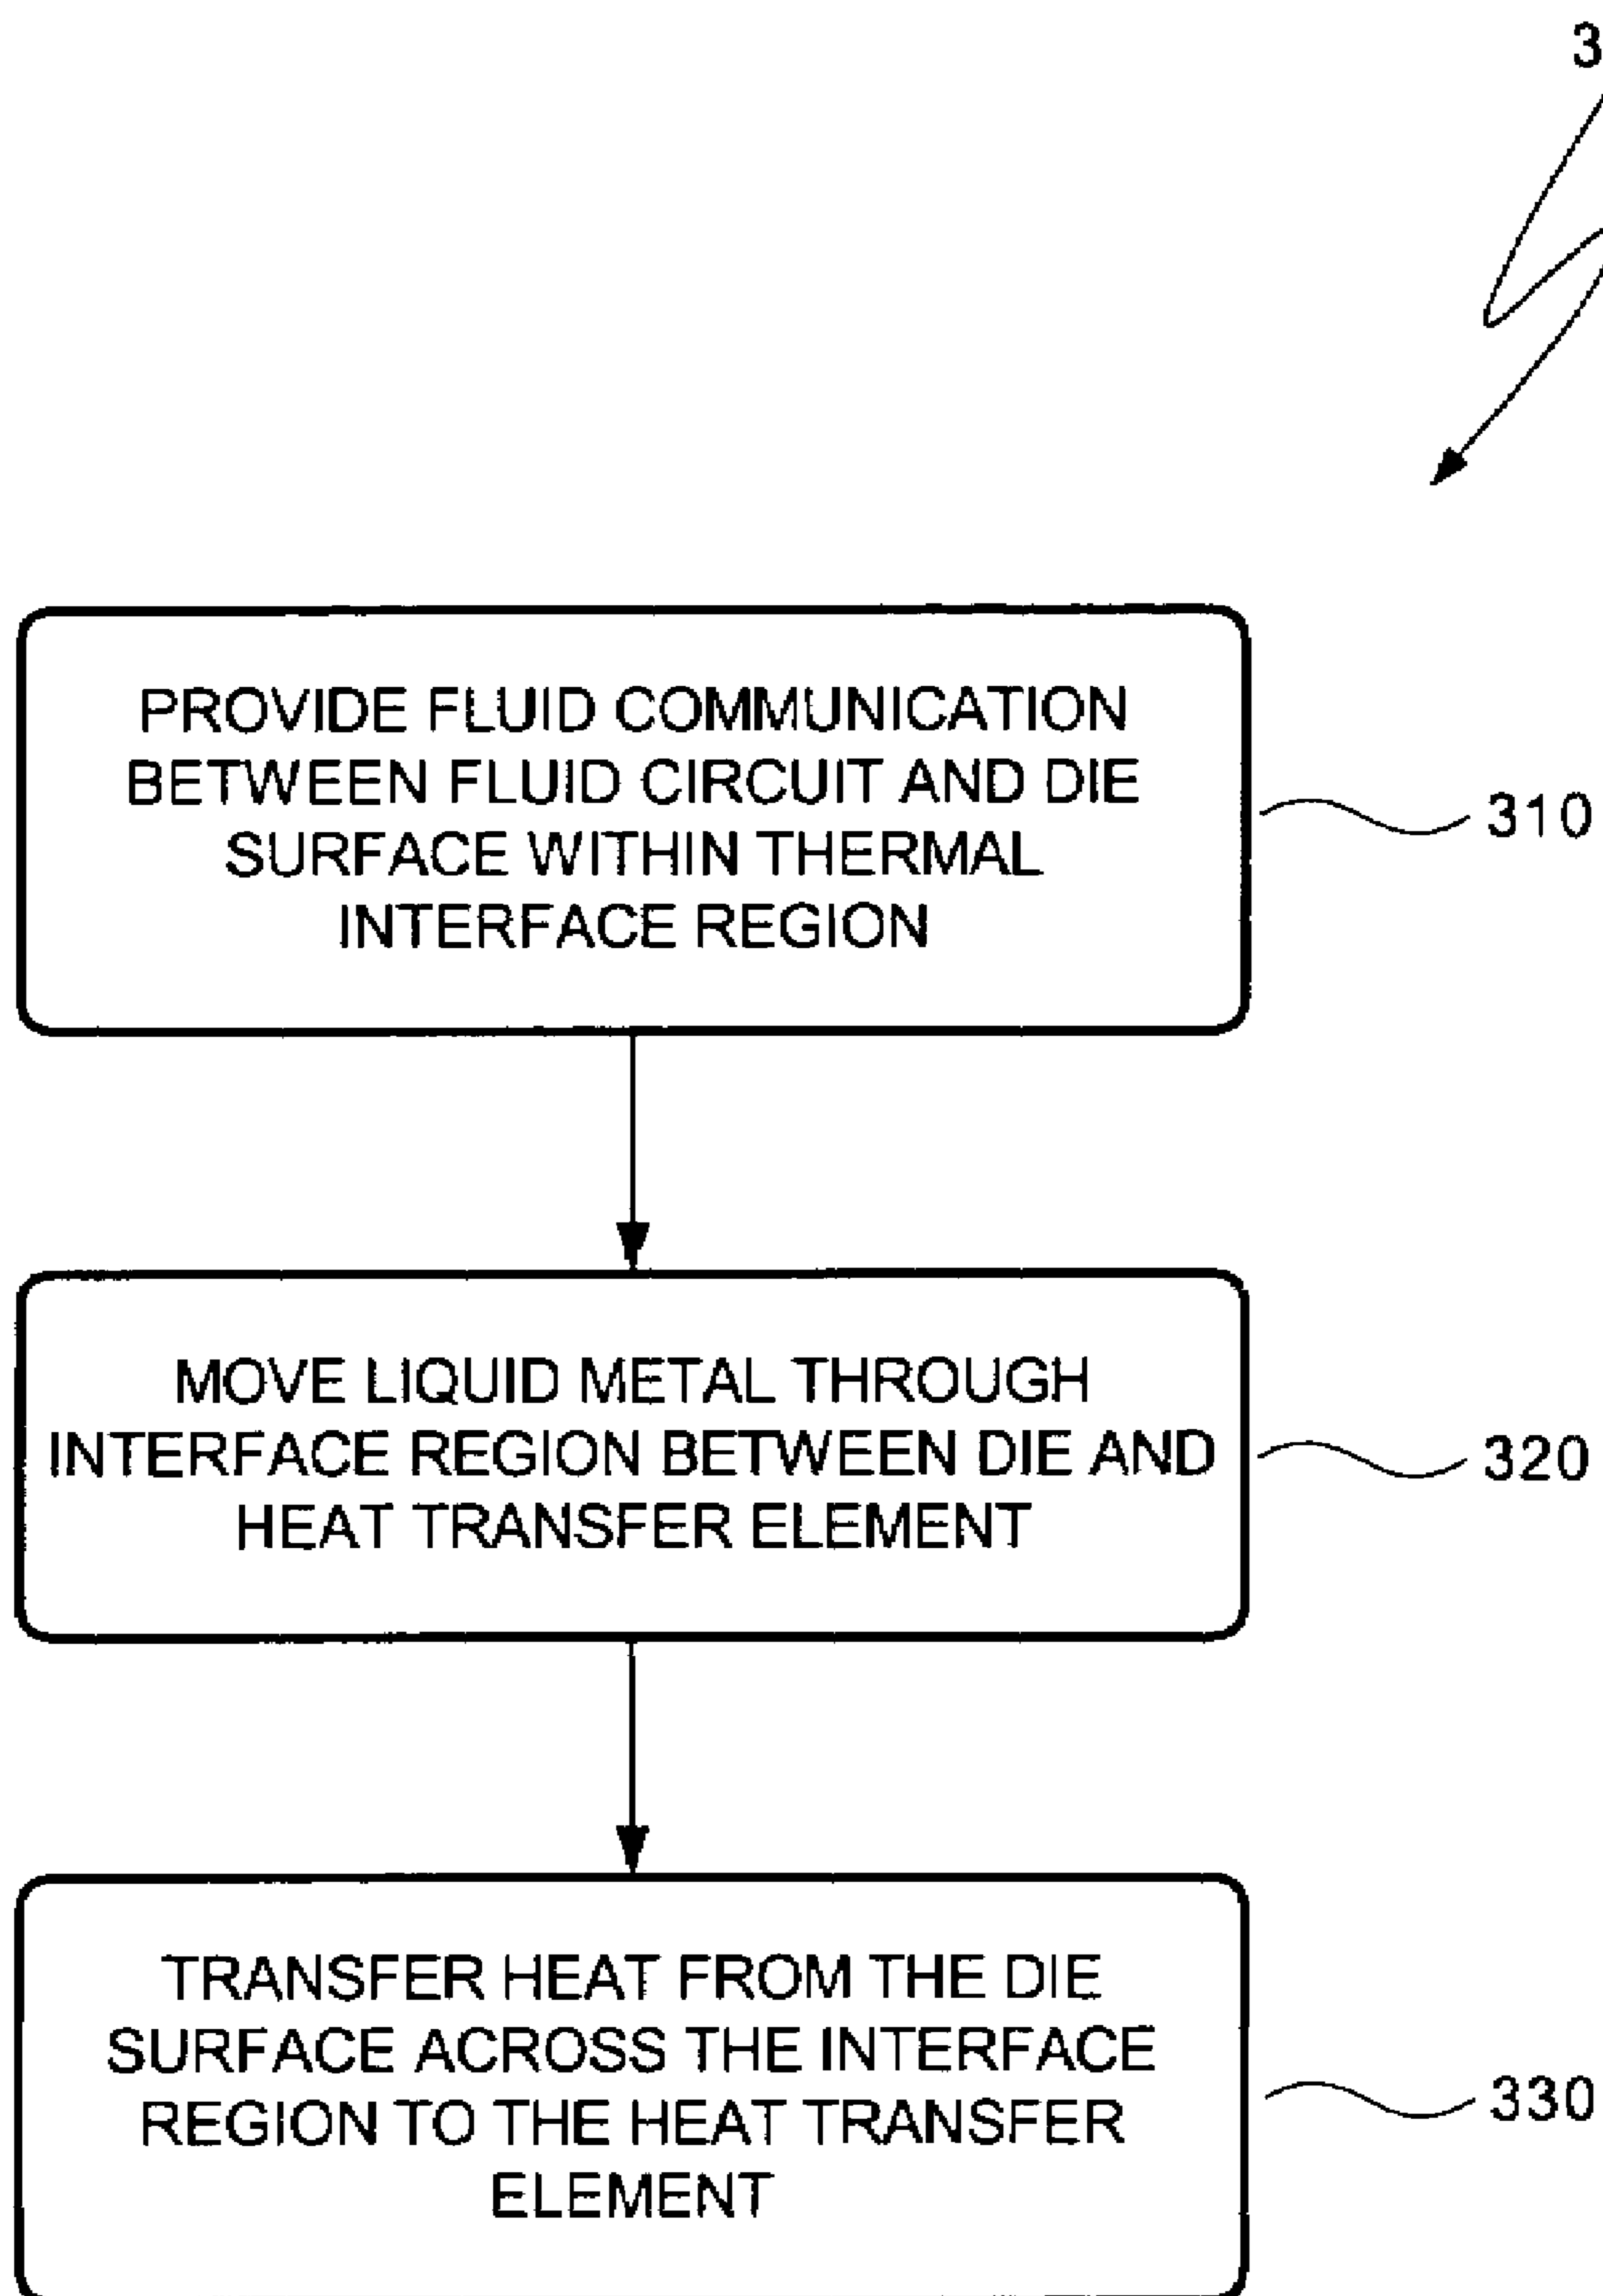 PROVIDE FLUID COMMUNICATION
BETWEEN FLUID CIRCUIT AND DIE
SURFACE WITHIN THERMAL
INTERFACE REGION
310
MOVE LIQUID METAL THROUGH
INTERFACE REGION BETWEEN DIE AND
HEAT TRANSFER ELEMENT
320
TRANSFER HEAT FROM THE DIE
SURFACE ACROSS THE INTERFACE
REGION TO THE HEAT TRANSFER
ELEMENT
330